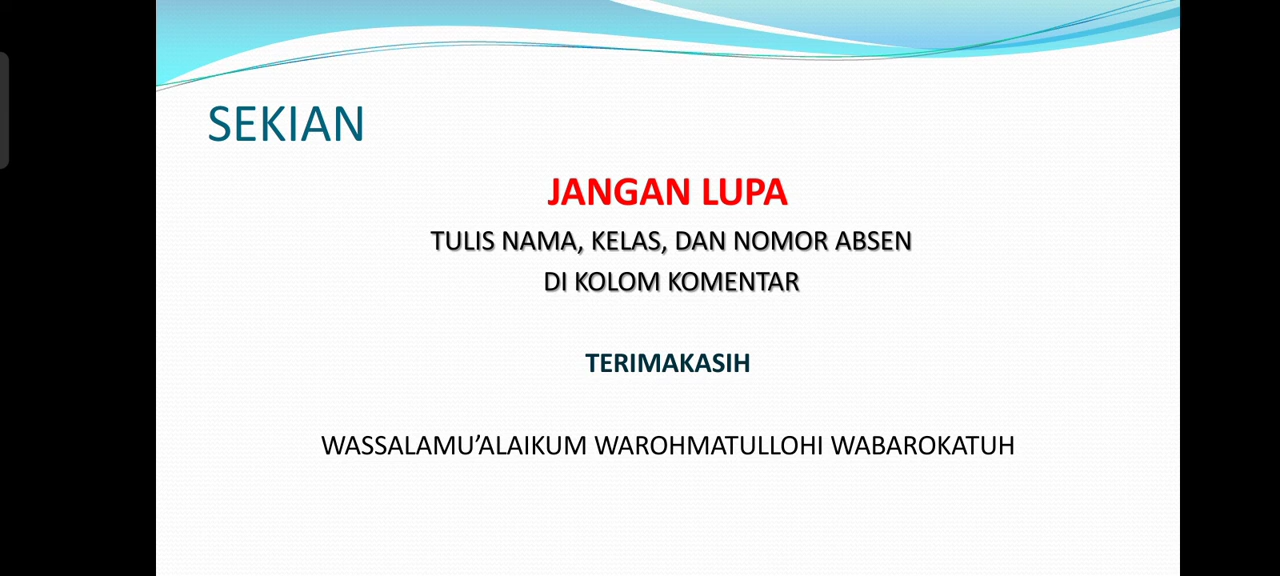 SEKIAN
JANGAN LUPA
TULIS NAMA, KELAS, DAN NOMOR ABSEN
DI KOLOM KOMENTAR
TERIMAKASIH
WASSALAMU’ALAIKUM WAROHMATULLOHI WABAROKATUH